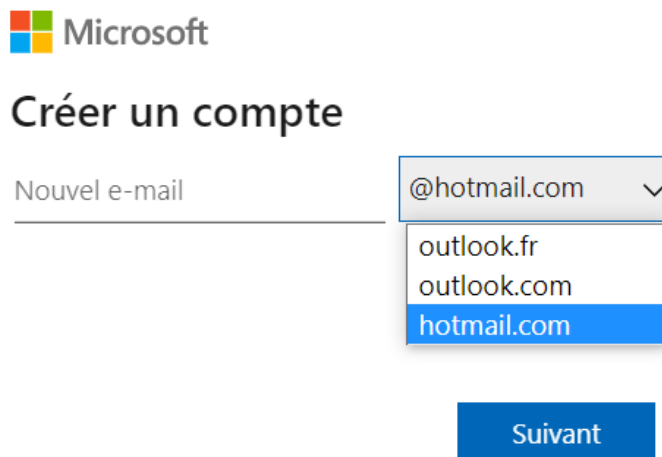 Microsoft
Créer un compte
Nouvel e-mail
@hotmail.com
outlook.fr
outlook.com
hotmail.com
Suivant